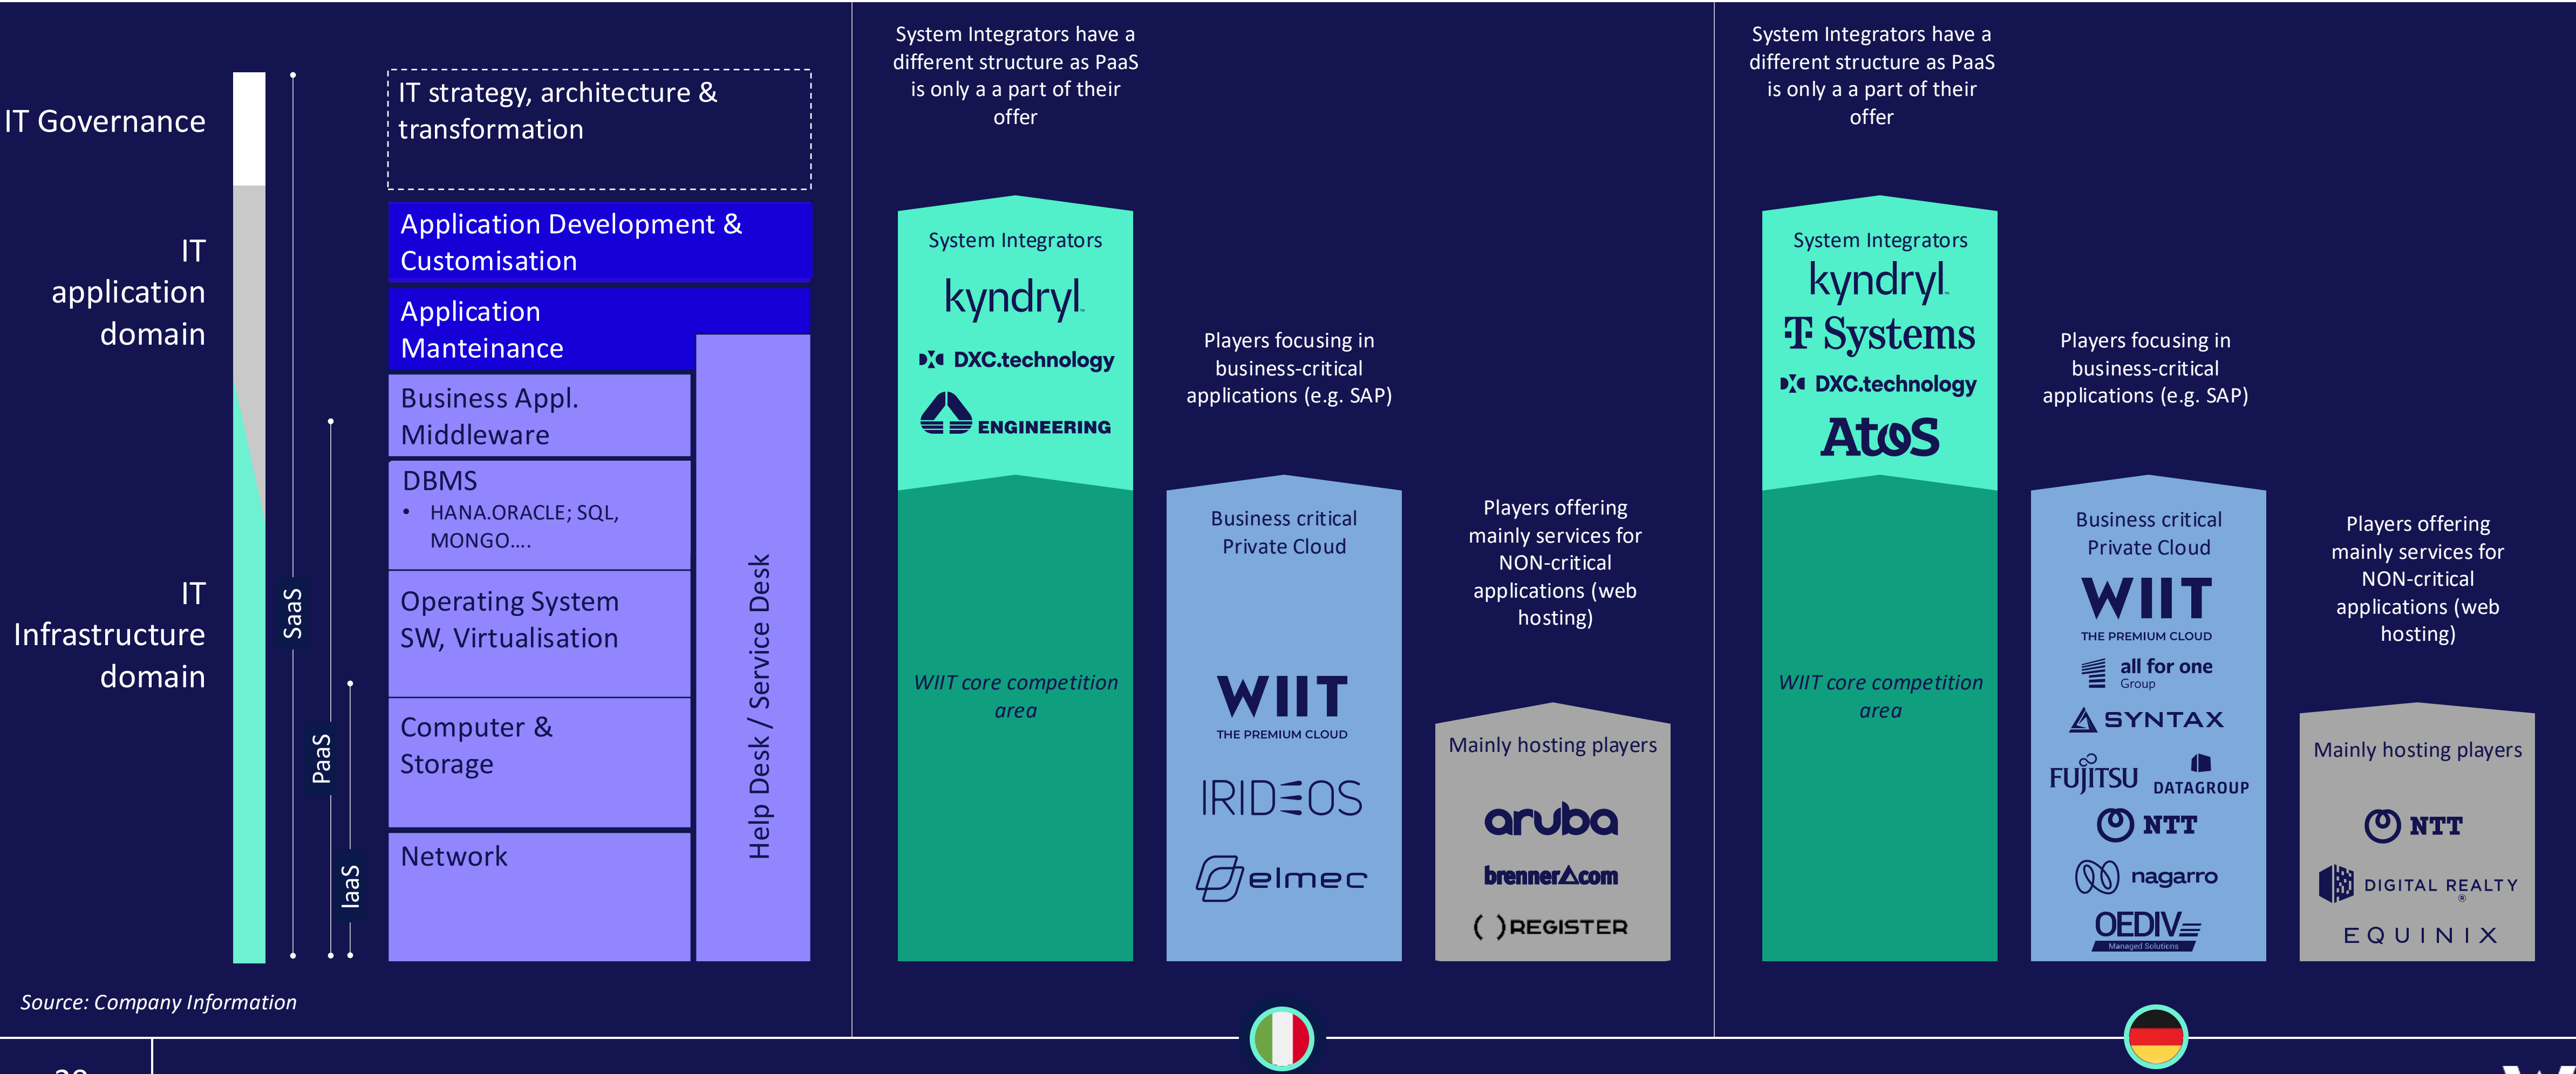 IT Governance
IT
application
domain
IT
Infrastructure
domain
SaaS
PaaS
IaaS
IT strategy, architecture &
transformation
Application Development &
Customisation
Application
Manteinance
Business Appl.
Middleware
DBMS
• HANA.ORACLE; SQL,
MONGO....
Operating System
SW, Virtualisation
Computer &
Storage
Network
Help Desk / Service Desk
Source: Company Information
System Integrators have a
different structure as PaaS
is only a a part of their
offer
System Integrators
kyndryl
DXC.technology
ENGINEERING
WIIT core competition
area
Players focusing in
business-critical
applications (e.g. SAP)
Business critical
Private Cloud
WIIT
THE PREMIUM CLOUD
IRIDEOS
elmec
Players offering
mainly services for
NON-critical
applications (web
hosting)
Mainly hosting players
aruba
brennercom
( ) REGISTER
System Integrators have a
different structure as PaaS
is only a a part of their
offer
System Integrators
kyndryl
T Systems
DXC.technology
Atos
WIIT core competition
area
Players focusing in
business-critical
applications (e.g. SAP)
Business critical
Private Cloud
WIIT
THE PREMIUM CLOUD
all for one
Group
SYNTAX
FUJITSU
DATAGROUP
NTT
nagarro
OEDIV
Managed Solutions
Players offering
mainly services for
NON-critical
applications (web
hosting)
Mainly hosting players
NTT
DIGITAL REALTY
®
EQUINIX